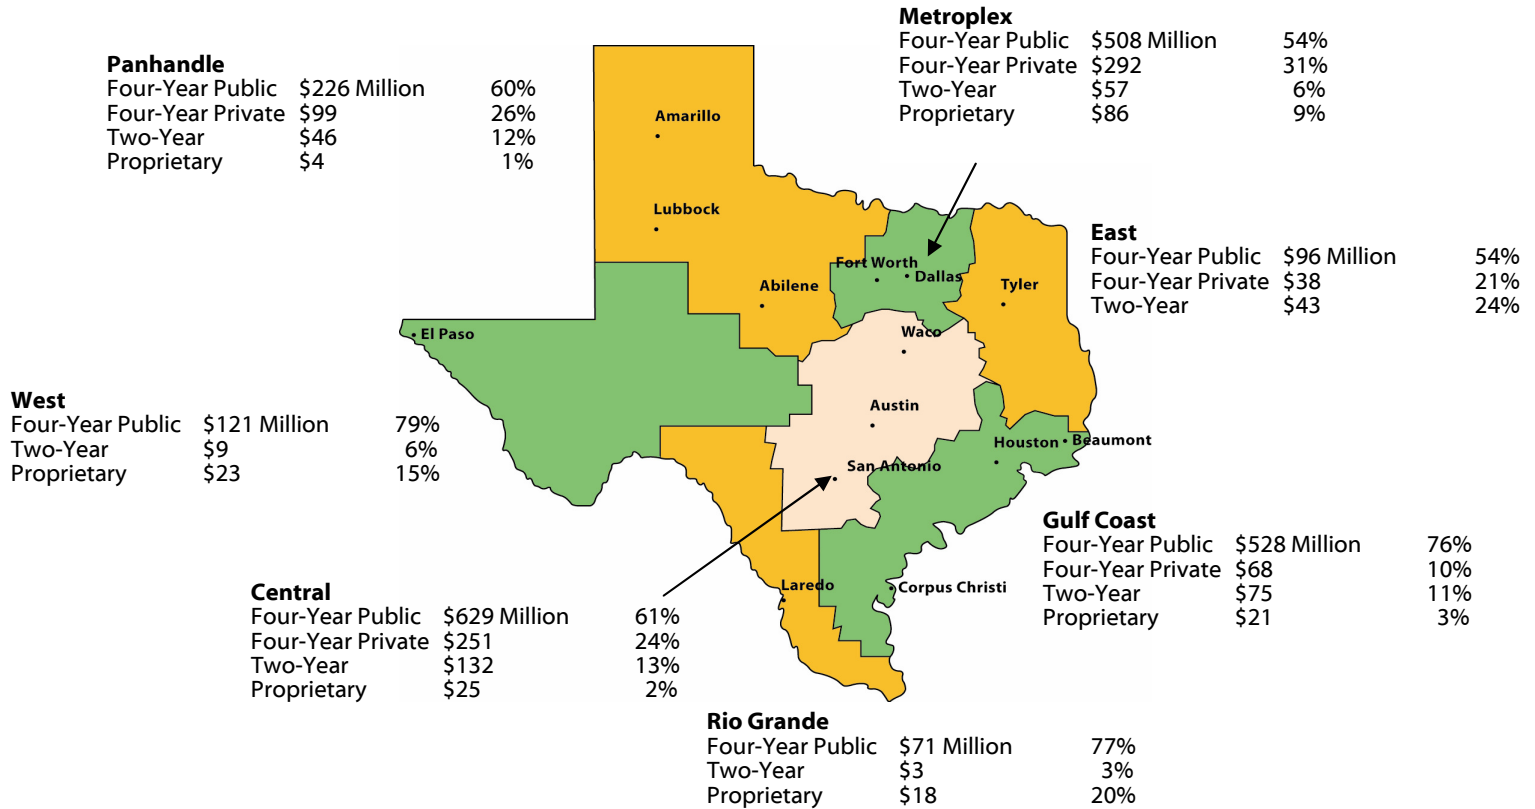 Metroplex
Four-Year Public $508 Million 54%
Four-Year Private $292 31%
Two-Year $57 6%
Proprietary $86 9%
Panhandle
Four-Year Public $226 Million 60%
Four-Year Private $99 26%
Two-Year $46 12%
Proprietary $4 1%
Amarillo
Lubbock
East
Four-Year Public $96 Million 54%
Four-Year Private $38 21%
Two-Year $43 24%
Fort Worth
Dallas
Abilene
Tyler
El Paso
Waco
West
Four-Year Public $121 Million 79%
Two-Year $9 6%
Proprietary $23 15%
Austin
Houston
Beaumont
San Antonio
Gulf Coast
Four-Year Public $528 Million 76%
Four-Year Private $68 10%
Two-Year $75 11%
Proprietary $21 3%
Laredo
Corpus Christi
Central
Four-Year Public $629 Million 61%
Four-Year Private $251 24%
Two-Year $132 13%
Proprietary $25 2%
Rio Grande
Four-Year Public $71 Million 77%
Two-Year $3 3%
Proprietary $18 20%